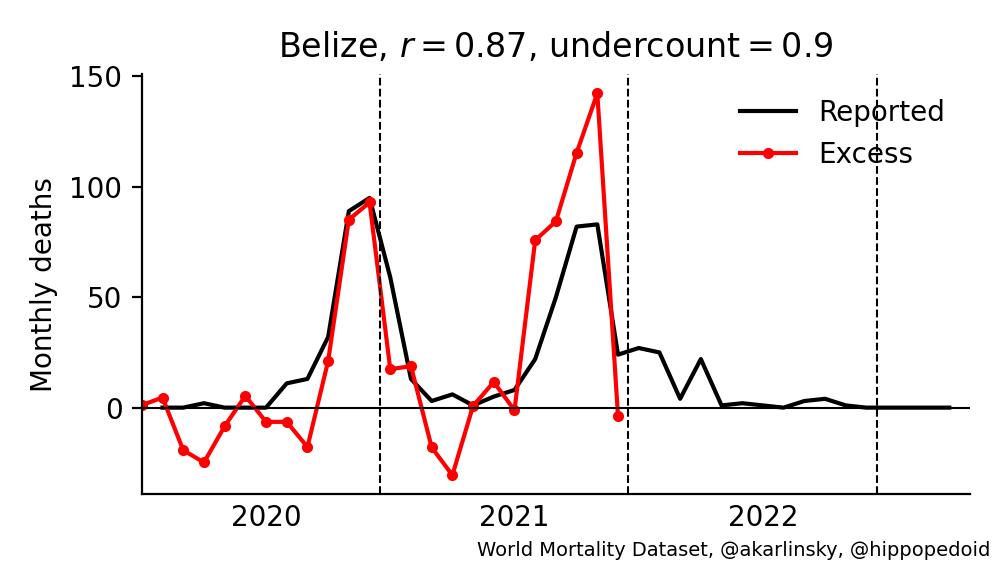 Belize, r = 0.87, undercount = 0.9
Monthly deaths
150
100
50
0
Reported
Excess
2020 2021 2022
World Mortality Dataset, @akarlinsky, @hippopedoid